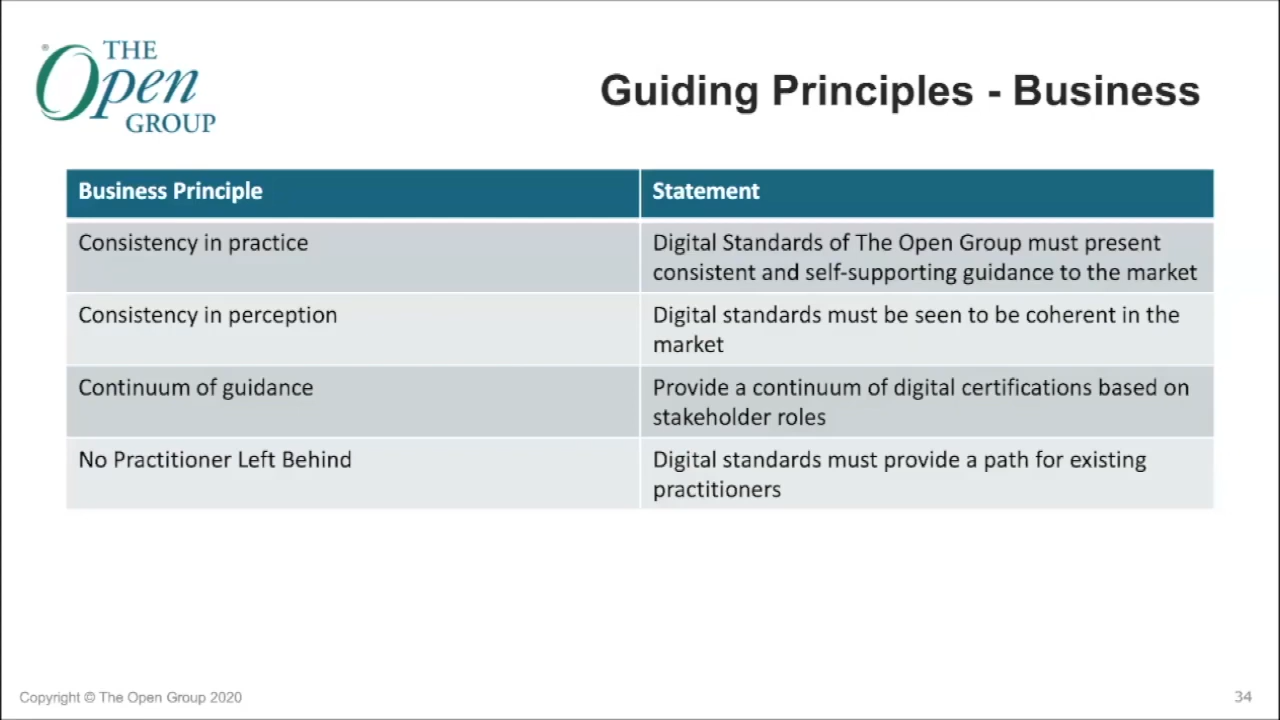 THE
Open
GROUP
®
Guiding Principles - Business
Business Principle
Statement
Consistency in practice
Digital Standards of The Open Group must present
consistent and self-supporting guidance to the market
Consistency in perception
Digital standards must be seen to be coherent in the
market
Continuum of guidance
Provide a continuum of digital certifications based on
stakeholder roles
No Practitioner Left Behind
Digital standards must provide a path for existing
practitioners
Copyright © The Open Group 2020
34